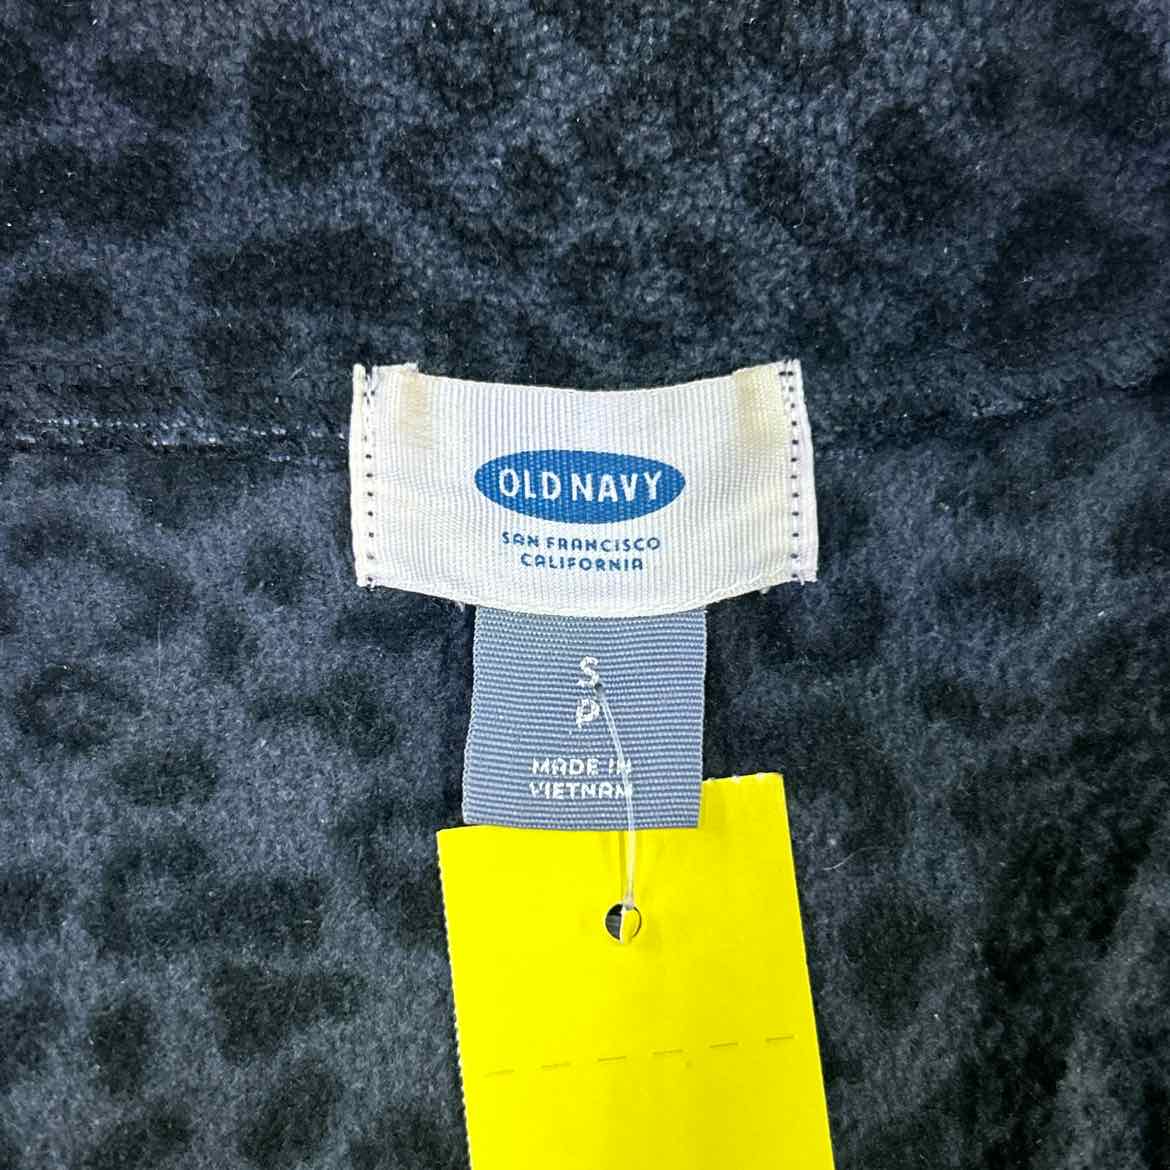 OLD NAVY
SAN FRANCISCO
CALIFORNIA
S
P
MADE IN
VIETNAM